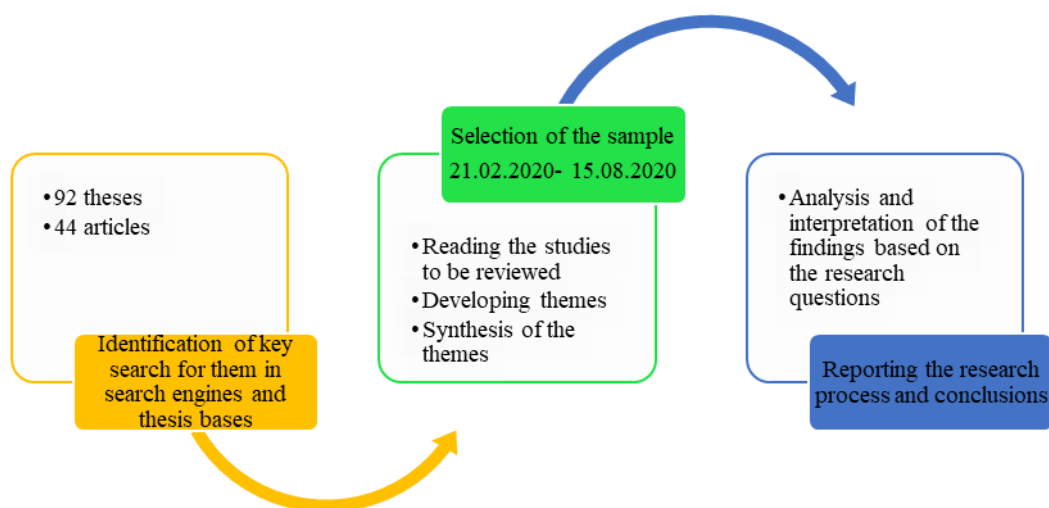 • 92 theses
• 44 articles
Identification of key
search for them in
search engines and
thesis bases
Selection of the sample
21.02.2020- 15.08.2020
• Reading the studies
to be reviewed
• Developing themes
• Synthesis of the
themes
• Analysis and
interpretation of the
findings based on
the research
questions
Reporting the research
process and conclusions